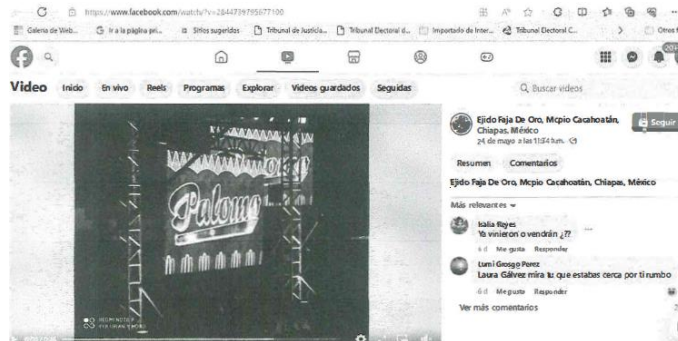 https://www.facebook.com/watch/?v=2844739795677100
Galeria de Web...
Ir a la página pri...
Sitios sugeridos
Tribunal de Justicia...
Tribunal Electoral d...
Importado de Inter...
Tribunal Electoral C...
Otros f
Video
Inicio
En vivo
Reels
Programas
Explorar
Videos guardados
Seguidas
Buscar videos
Palomo
Ejido Faja De Oro, Mcpio Cacahoatán,
Chiapas, México
24 de mayo a las
Seguir
Resumen
Comentarios
Ejido Faja De Oro, Mcpio Cacahoatán, Chiapas, México
Más relevantes
Isalia Reyes
Ya vinieron o vendrán ¿??
6 d Me gusta Responder
Lumi Grosgo Perez
Laura Gálvez mira tu que estabas cerca por ti rumbo
6 d Me gusta Responder
Ver más comentarios